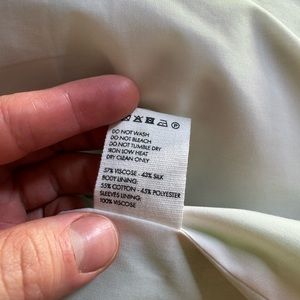 DO NOT WASH
DO NOT BLEACH
DO NOT TUMBLE DRY
IRON LOW HEAT
DRY CLEAN ONLY
57% VISCOSE - 43% SILK
BODY LINING:
55% COTTON - 45% POLYESTER
SLEEVES LINING:
100% VISCOSE